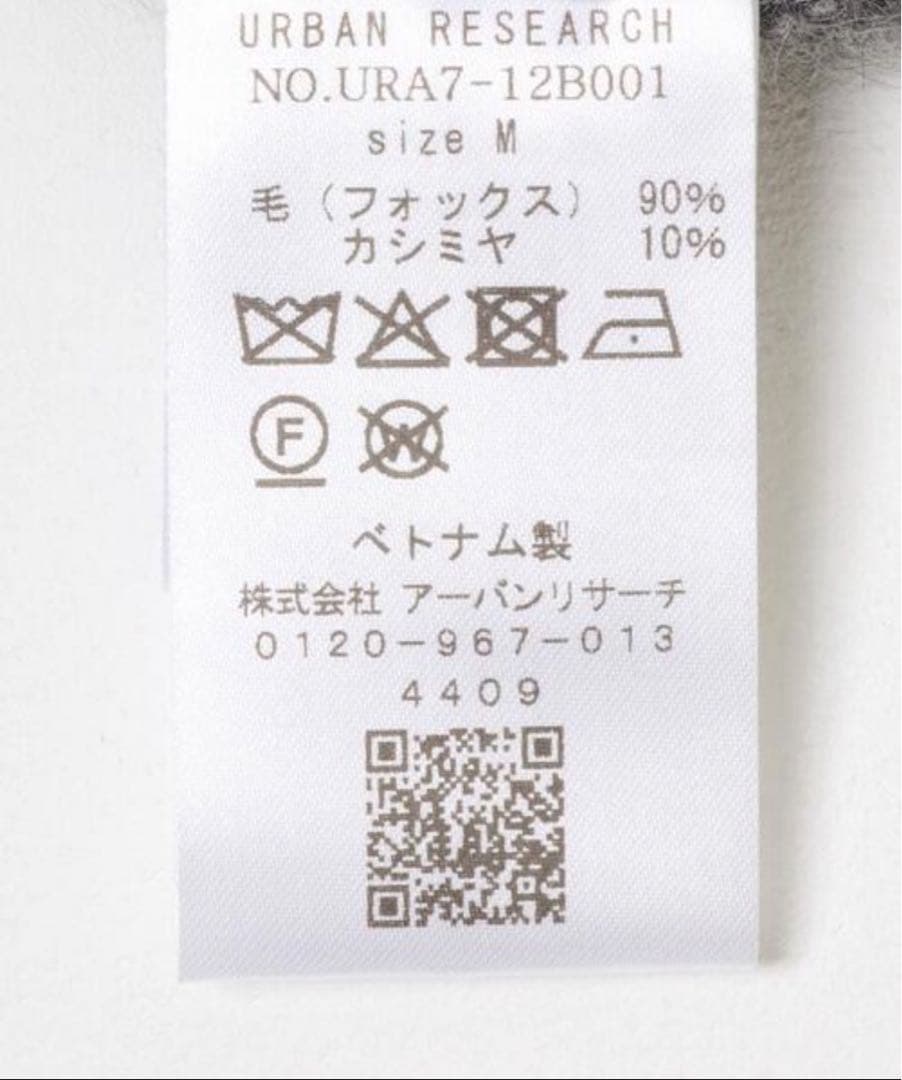 URBAN RESEARCH
NO.URA7-12B001
size M
毛（フォックス） 90%
カシミヤ 10%
F W
ベトナム製
株式会社 アーバンリサーチ
0120-967-013
4409